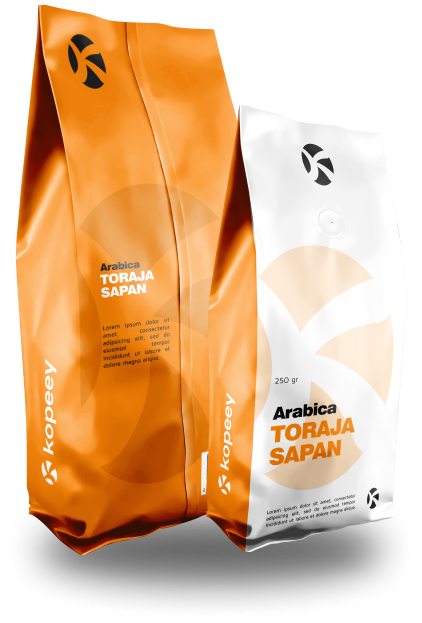 Arabica
TORAJA
SAPAN
Lorem ipsum dolor sit
amet, consectetur
adipiscing elit, sed do
eiusmod tempor
incididunt ut labore et
dolore magna aliqua.
kopeey
250 gr
Arabica
TORAJA
SAPAN
kopeey
Lorem ipsum dolor sit amet, consectetur
adipiscing elit, sed do eiusmod tempor
incididunt ut labore et dolore magna aliqua.